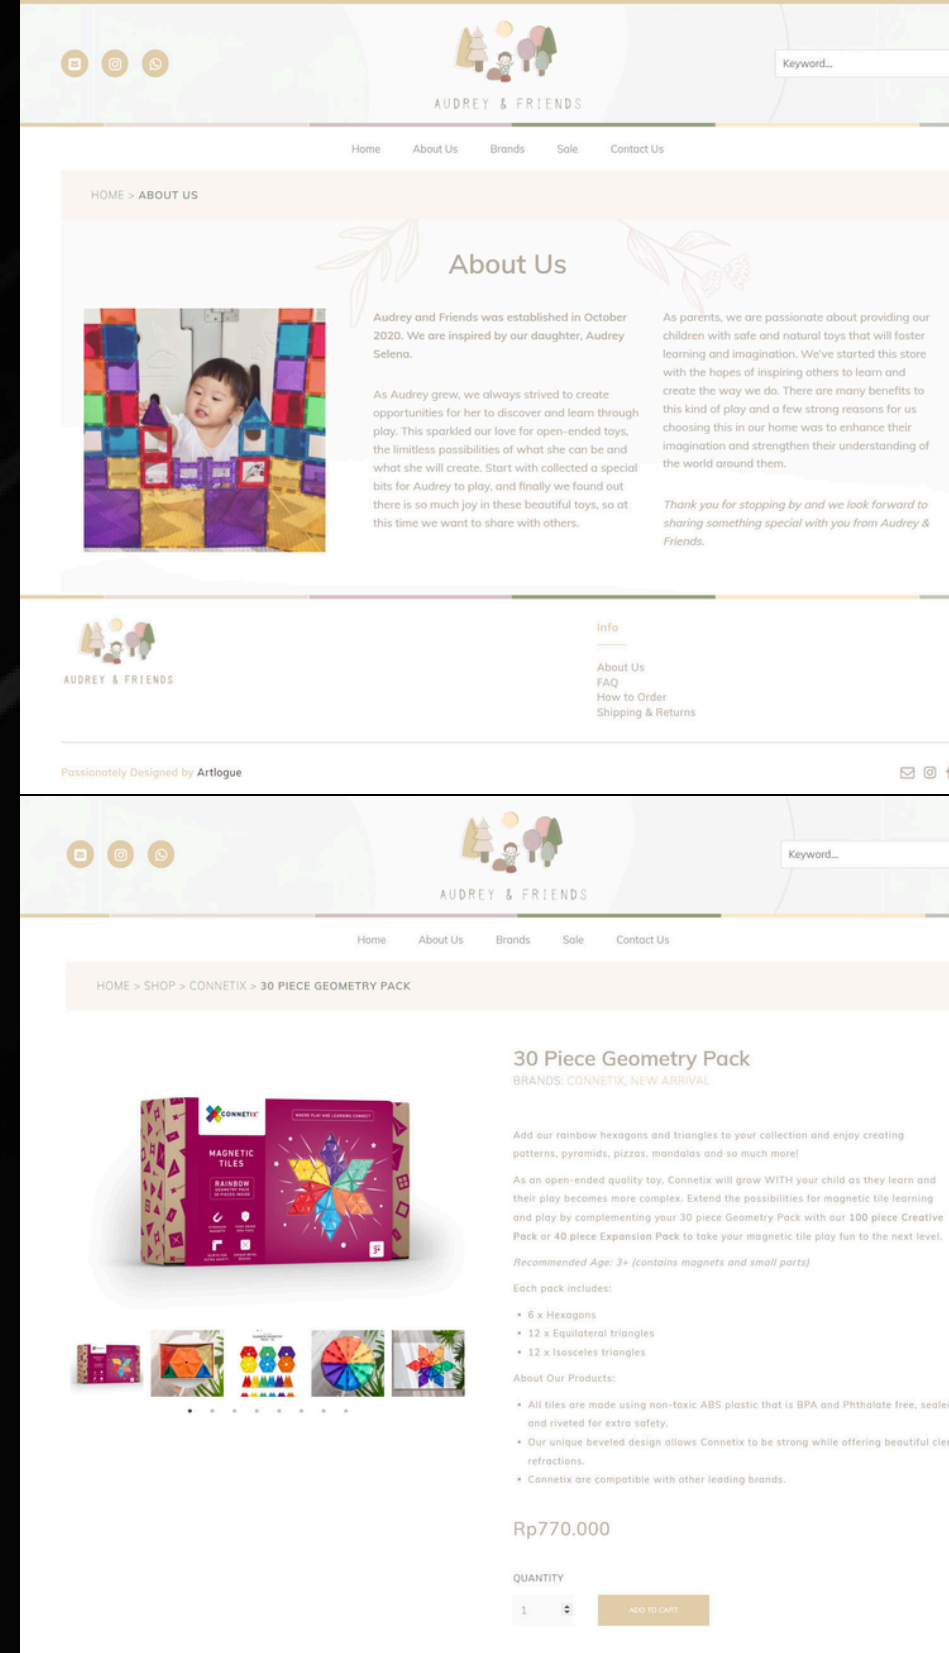 Keyword...
AUDREY & FRIENDS
Home About Us Brands Sale Contact Us
HOME > ABOUT US
About Us
Audrey and Friends was established in October
2020. We are inspired by our daughter, Audrey
Selena.
As Audrey grew, we always strived to create
opportunities for her to discover and learn through
play. This sparkled our love for open-ended toys,
the limitless possibilities of what she can be and
what she will create. Start with collected a special
bits for Audrey to play, and finally we found out
there is so much joy in these beautiful toys, so at
this time we want to share with others.
As parents, we are passionate about providing our
children with safe and natural toys that will foster
learning and imagination. We've started this store
with the hopes of inspiring others to learn and
create the way we do. There are many benefits to
this kind of play and a few strong reasons for us
choosing this in our home was to enhance their
imagination and strengthen their understanding of
the world around them.
Thank you for stopping by and we look forward to
sharing something special with you from Audrey &
Friends.
AUDREY & FRIENDS
Info
About Us
FAQ
How to Order
Shipping & Returns
Passionately Designed by Artlogue
Keyword...
AUDREY & FRIENDS
Home About Us Brands Sale Contact Us
HOME > SHOP > CONNETIX > 30 PIECE GEOMETRY PACK
CONNETIX
WHERE PLAY AND LEARNING CONNECT
MAGNETIC
TILES
RAINBOW
GEOMETRY PACK
30 PIECES INSIDE
3+
30 Piece Geometry Pack
BRANDS: CONNETIX, NEW ARRIVAL
Add our rainbow hexagons and triangles to your collection and enjoy creating
patterns, pyramids, pizzas, mandalas and so much more!
As an open-ended quality toy, Connetix will grow WITH your child as they learn and
their play becomes more complex. Extend the possibilities for magnetic tile learning
and play by complementing your 30 piece Geometry Pack with our 100 piece Creative
Pack or 40 piece Expansion Pack to take your magnetic tile play fun to the next level.
Recommended Age: 3+ (contains magnets and small parts)
Each pack includes:
• 6 x Hexagons
• 12 x Equilateral triangles
• 12 x Isosceles triangles
About Our Products:
• All tiles are made using non-toxic ABS plastic that is BPA and Phthalate free, seale
and riveted for extra safety.
• Our unique beveled design allows Connetix to be strong while offering beautiful cle
refractions.
• Connetix are compatible with other leading brands.
Rp770.000
QUANTITY
1
ADD TO CART